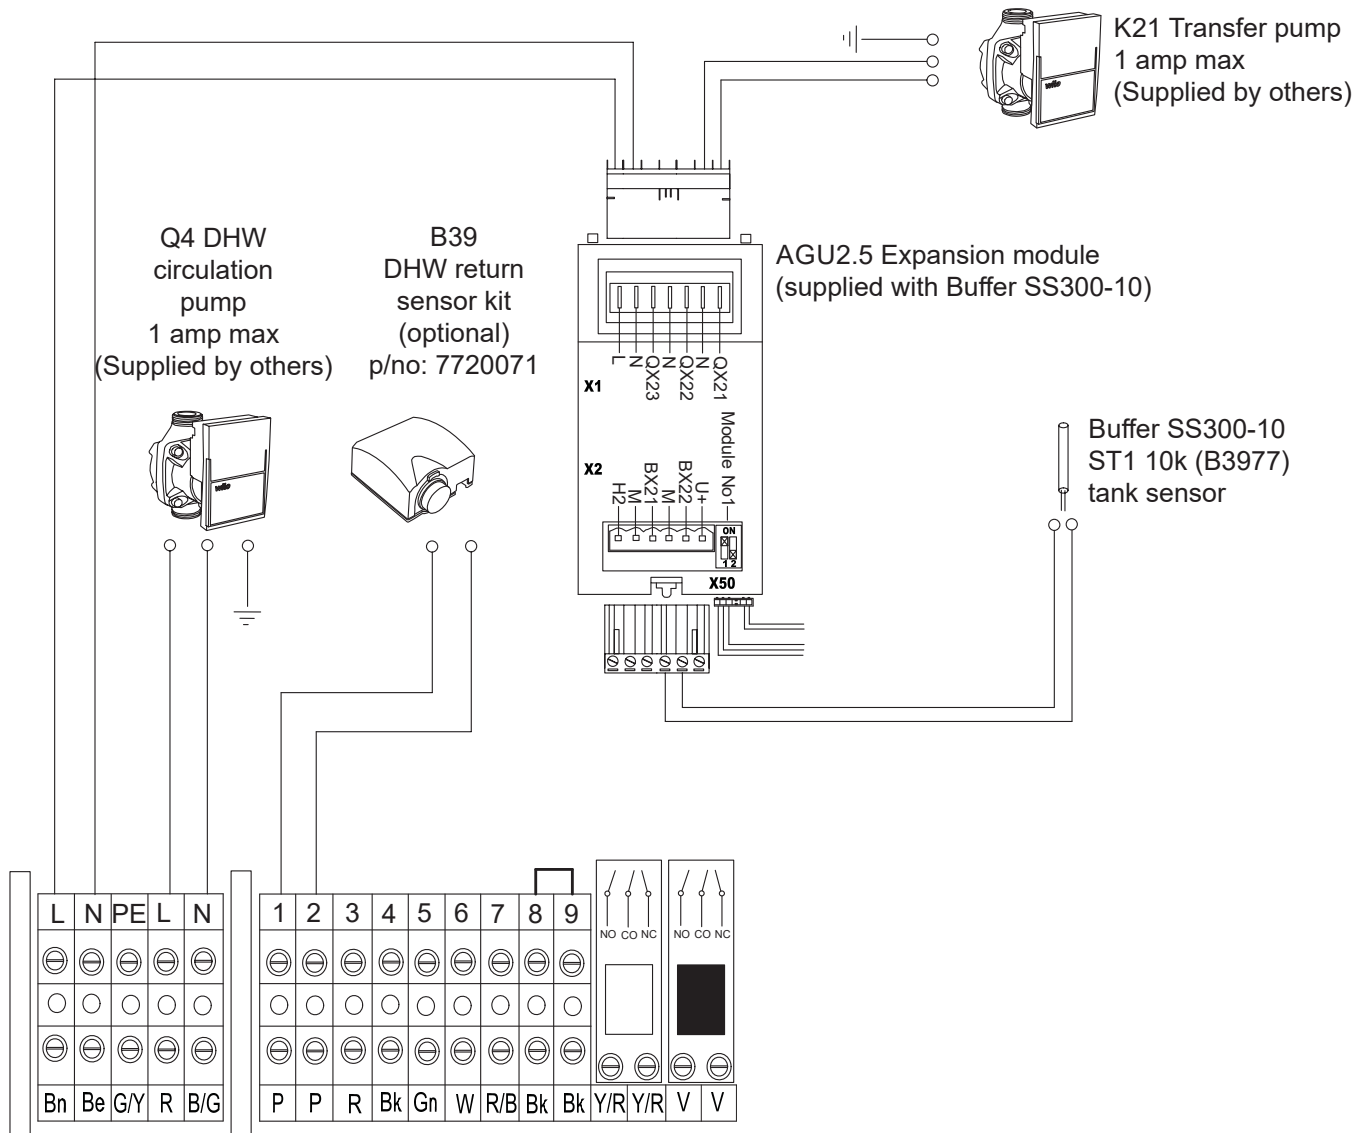 K21 Transfer pump
1 amp max
(Supplied by others)
wilo
Q4 DHW
circulation
pump
1 amp max
(Supplied by others)
wilo
B39
DHW return
sensor kit
(optional)
p/no: 7720071
AGU2.5 Expansion module
(supplied with Buffer SS300-10)
L N QX23 N QX22 N QX21
X1
Module No1
X2
H2 M BX21 M BX22 U+
ON
1 2
X50
Buffer SS300-10
ST1 10k (B3977)
tank sensor
L N PE L N
1 2 3 4 5 6 7 8 9
NO CO NC NO CO NC
Bn Be G/Y R B/G P P R Bk Gn W R/B Bk Bk Y/R Y/R V V